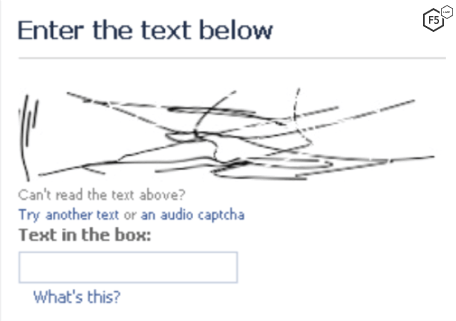 Enter the text below
F5
Can't read the text above?
Try another text or an audio captcha
Text in the box:
What's this?